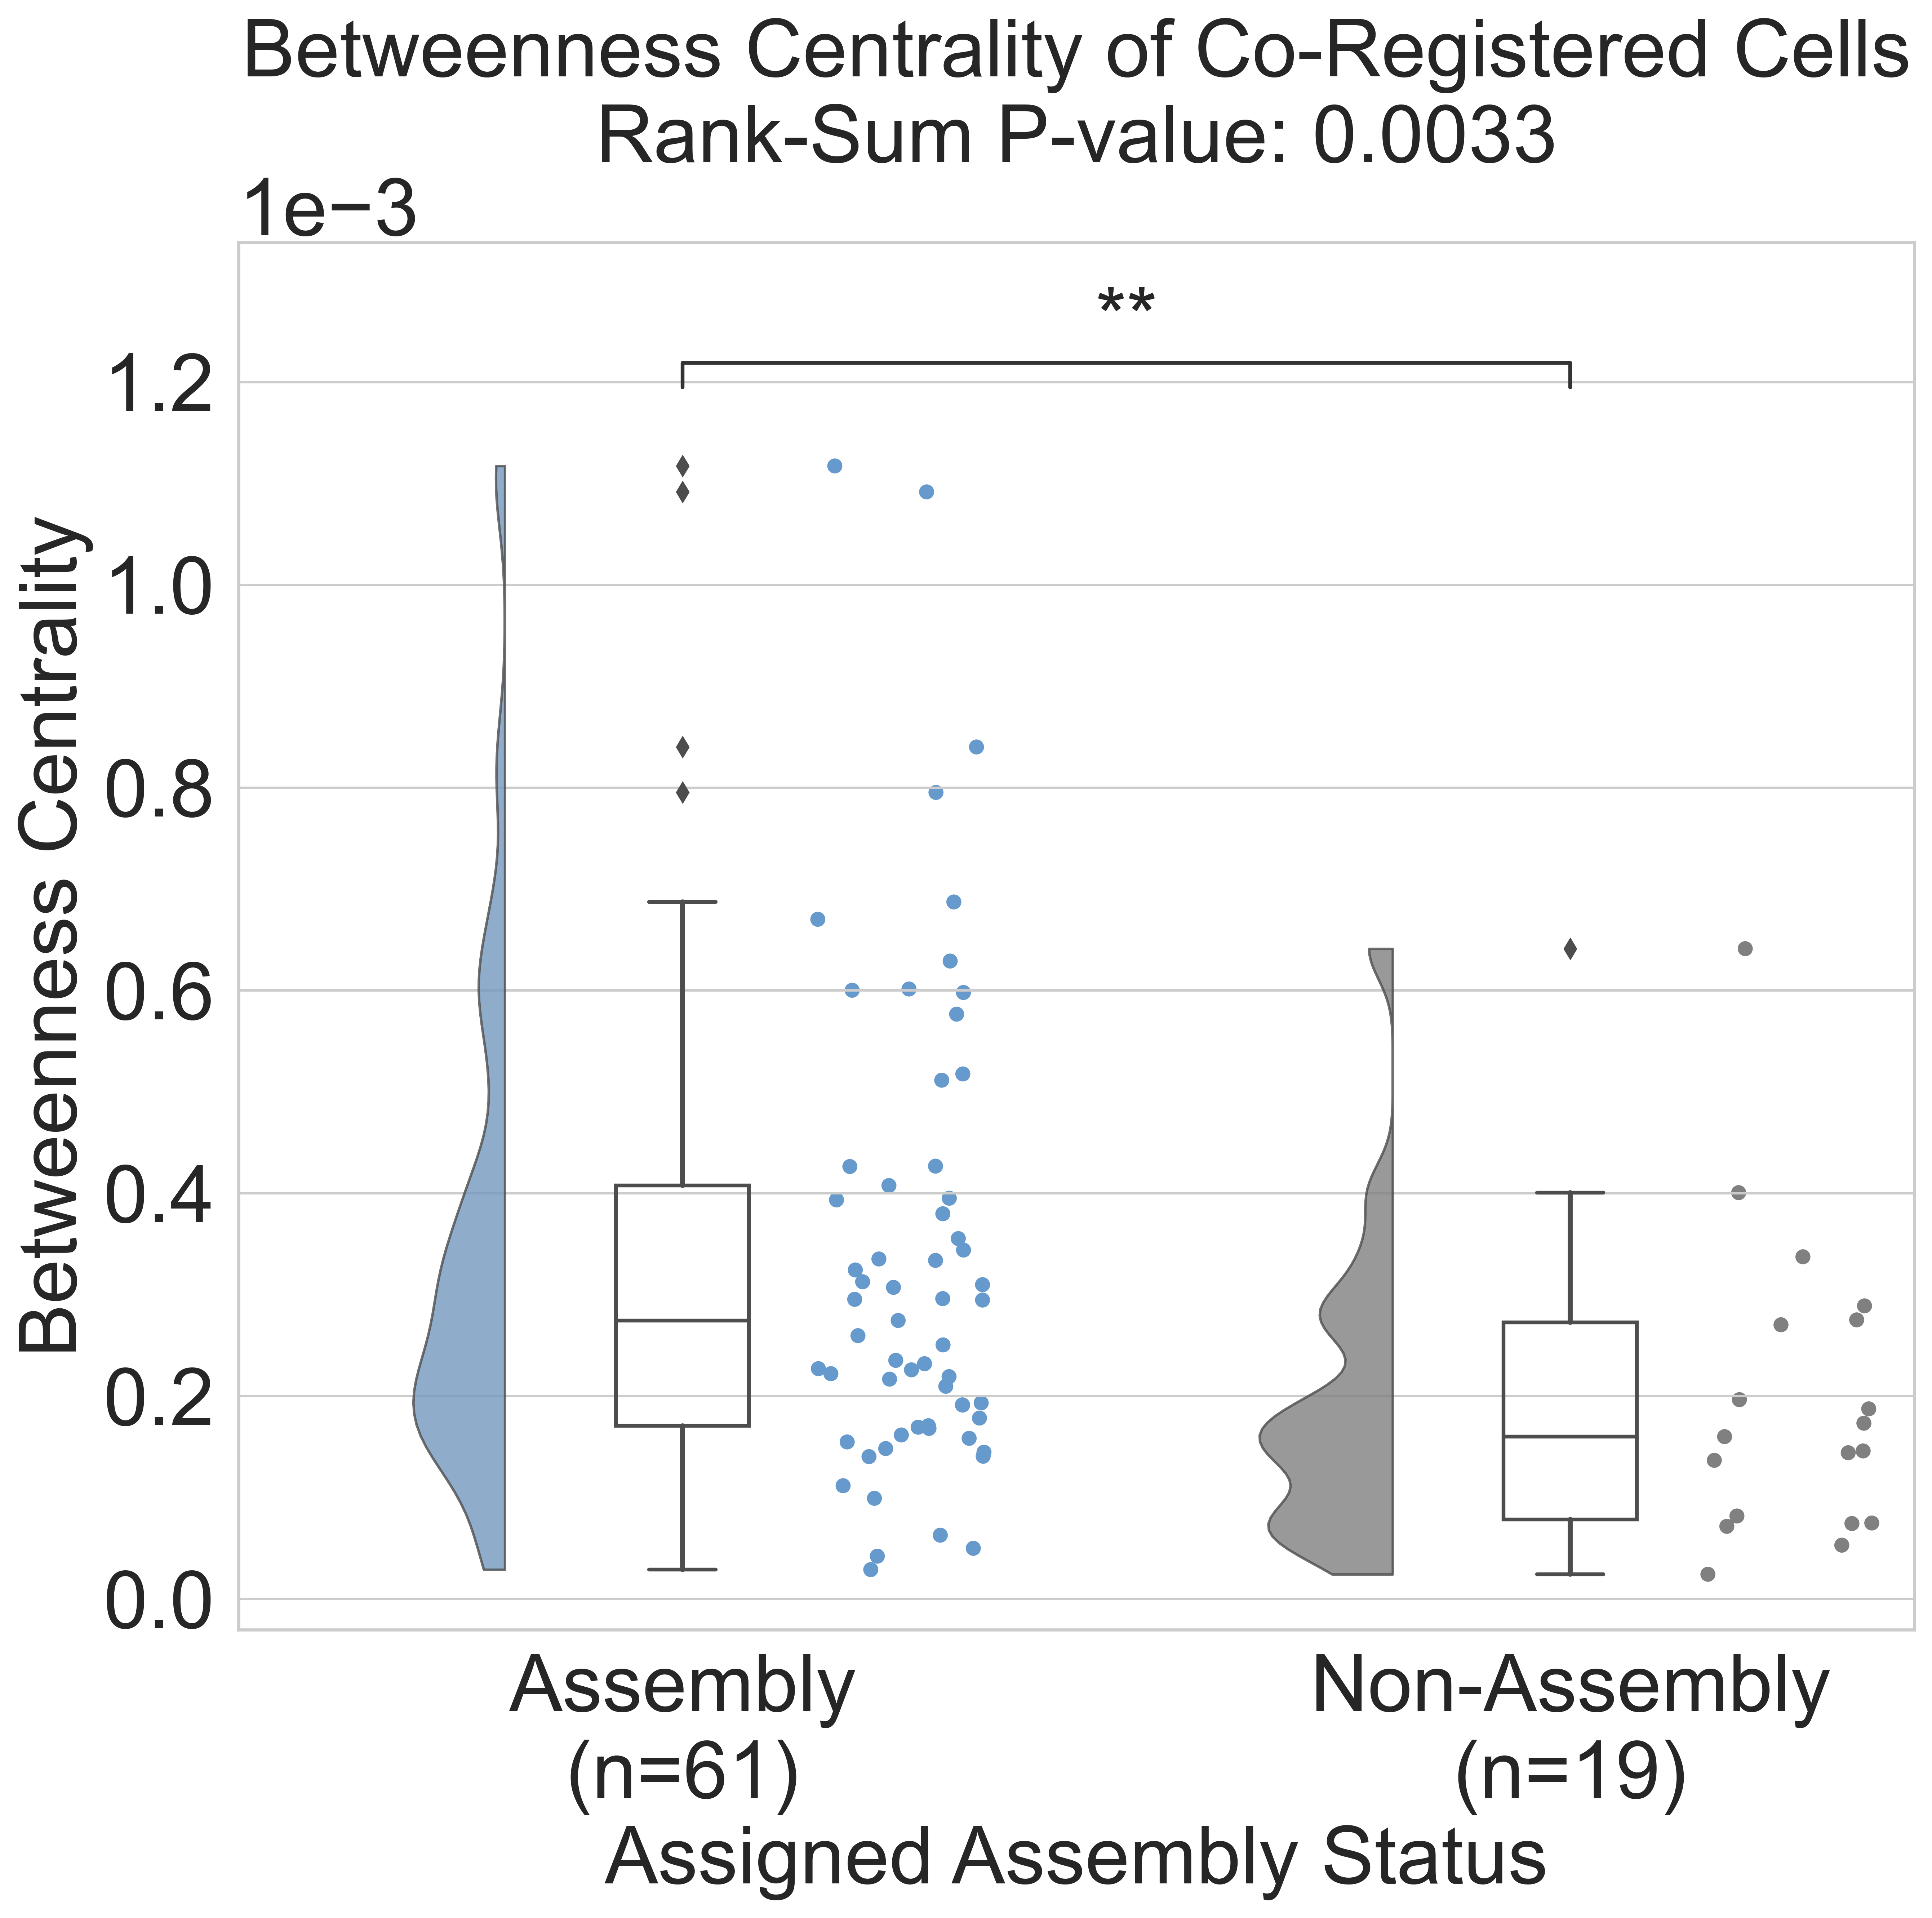 Betweenness Centrality of Co-Registered Cells
Rank-Sum P-value: 0.0033
1e−3
**
1.2
1.0
0.8
0.6
0.4
0.2
0.0
Betweenness Centrality
Assembly
(n=61)
Non-Assembly
(n=19)
Assigned Assembly Status